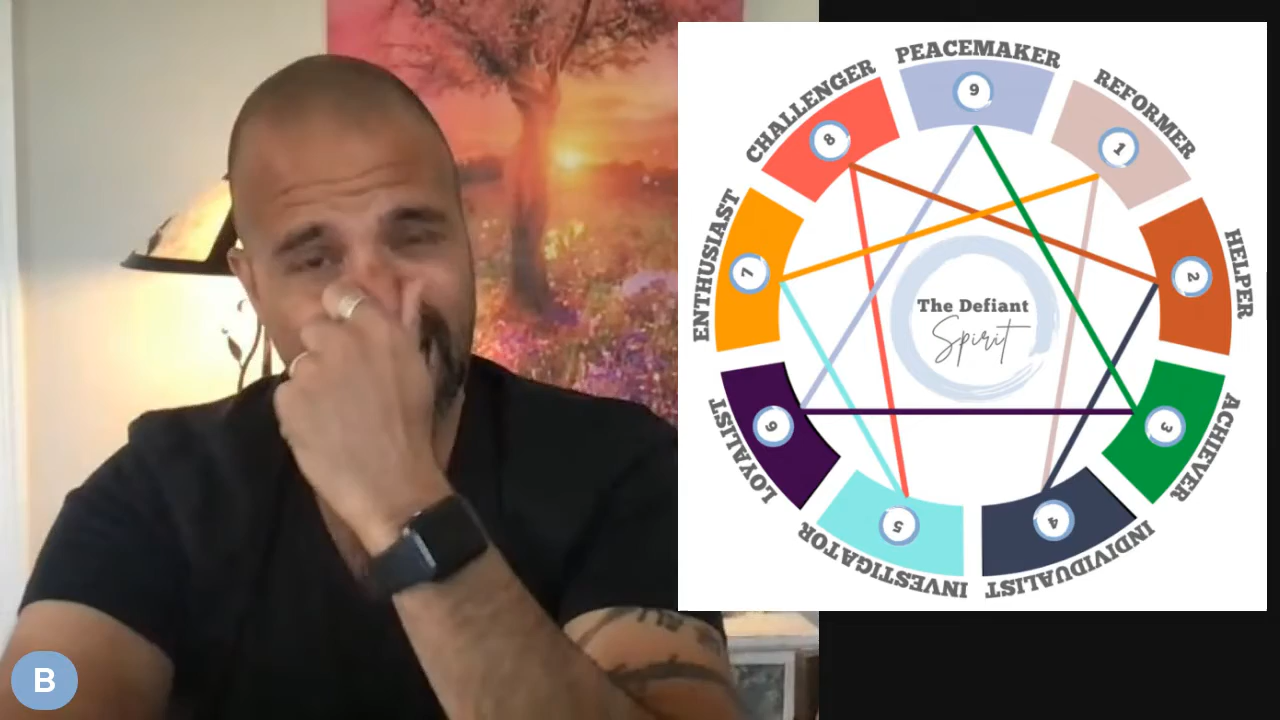 PEACEMAKER
9
REFORMER
1
HELPER
2
ACHIEVER
3
INDIVIDUALIST
4
INVESTIGATOR
5
LOYALIST
6
ENTHUSIAST
7
CHALLENGER
8
The Defiant
Spirit
B